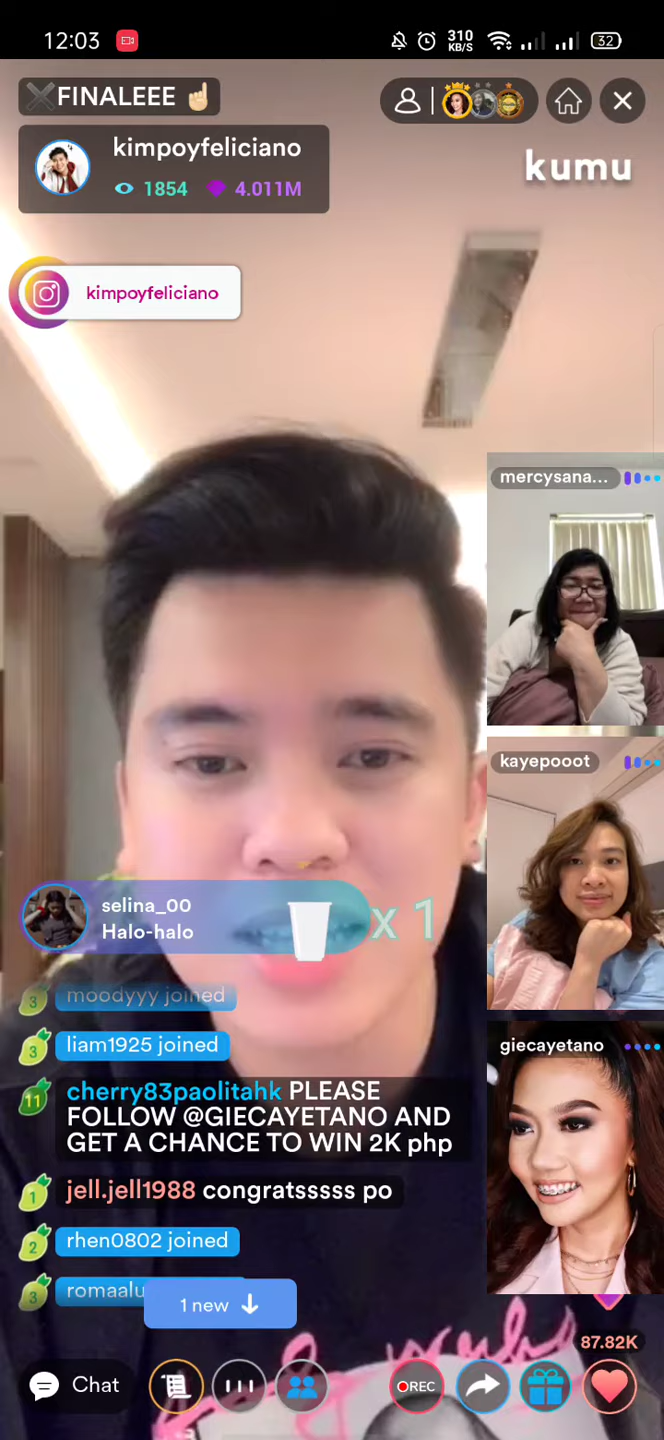 12:03
310
KB/S
32
FINALEEE ☝🏻
kimpoyfeliciano
1854
4.011M
kumu
kimpoyfeliciano
mercysana...
kayepooot
selina_00
Halo-halo
x 1
3 moodyyy joined
3 liam1925 joined
giecayetano
11 cherry83paolitahk PLEASE
FOLLOW @GIECAYETANO AND
GET A CHANCE TO WIN 2K php
1 jell.jell1988 congratsssss po
2 rhen0802 joined
3 romaalu
1 new
87.82K
Chat
REC